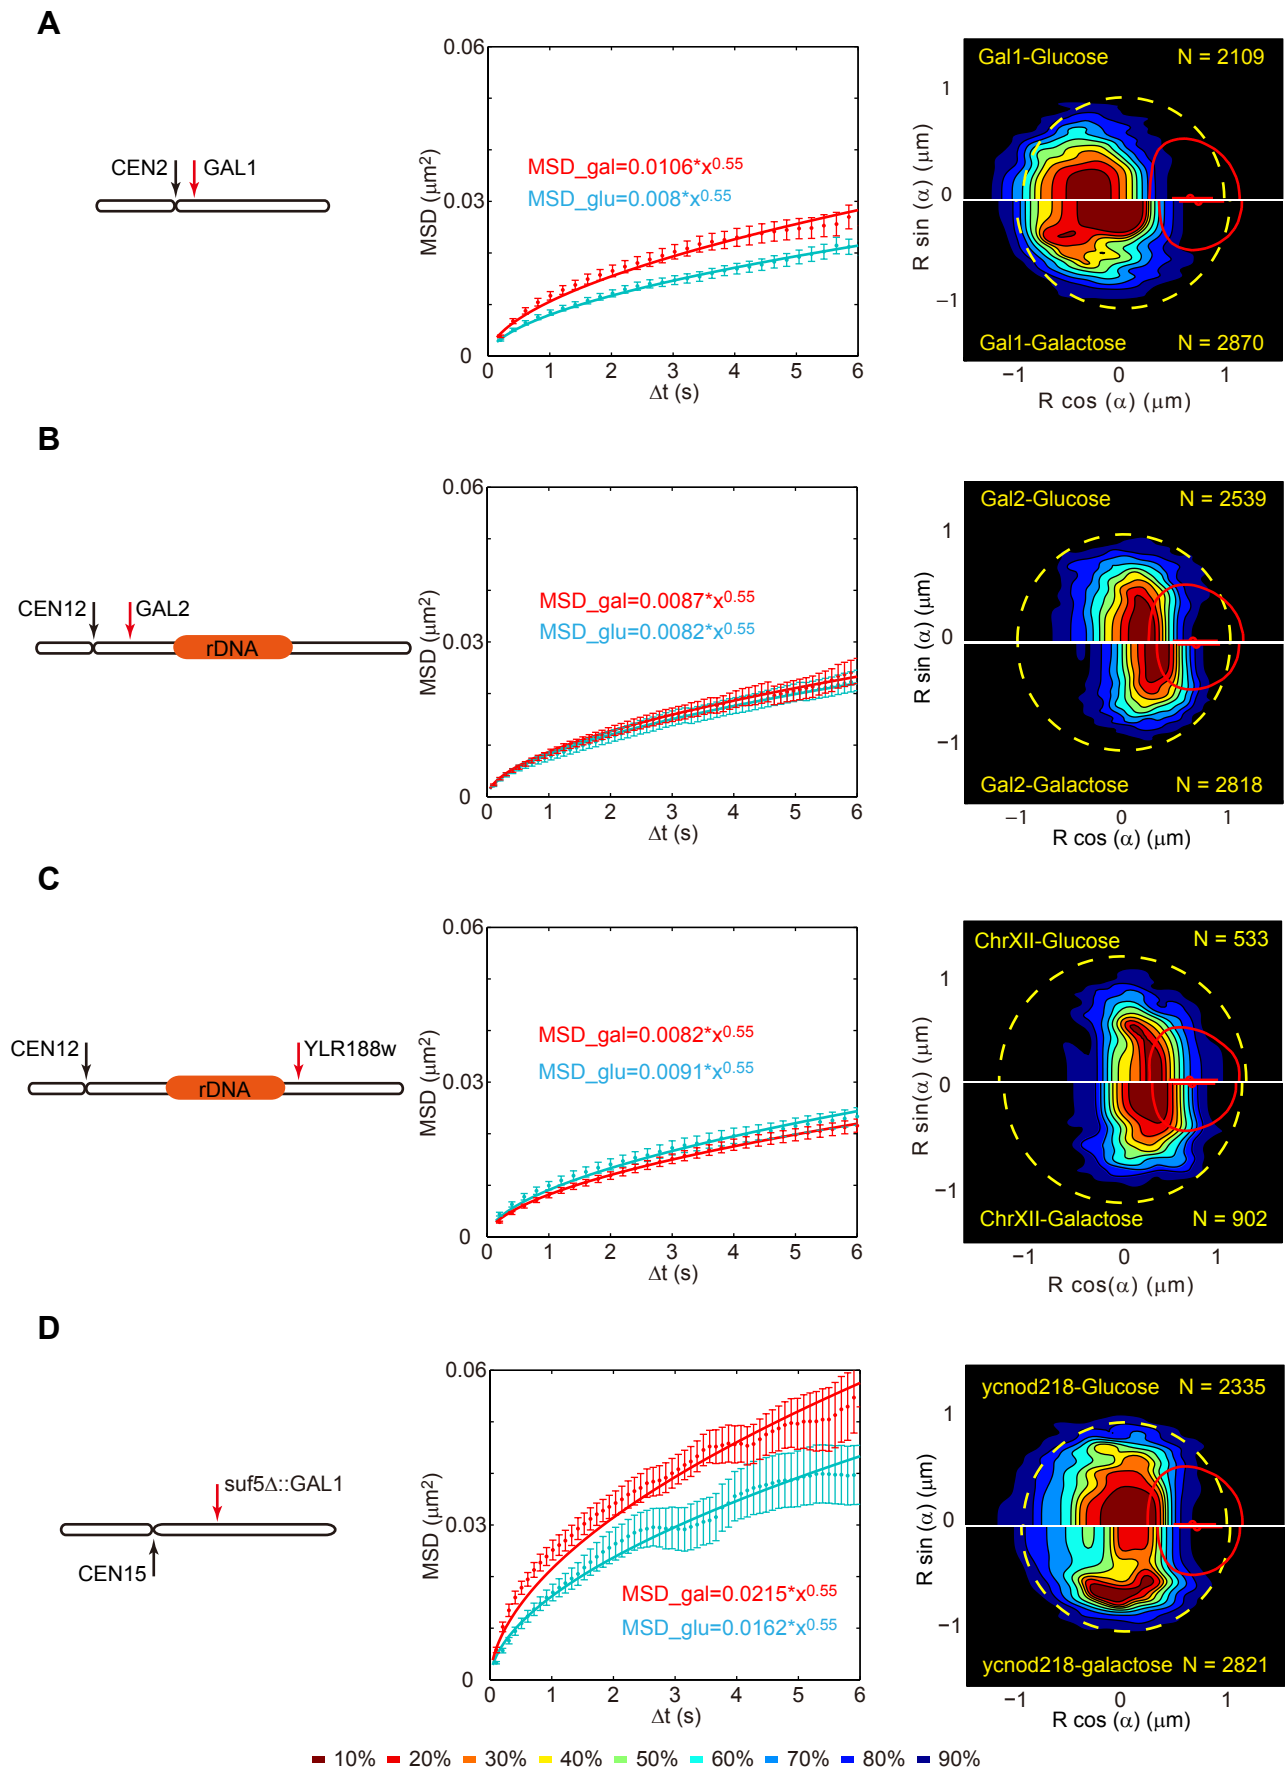 A
CEN2
GAL1
0.06
0.03
0
MSD (μm²)
MSD_gal=0.0106*x^0.55
MSD_glu=0.008*x^0.55
0 1 2 3 4 5 6
Δt (s)
Gal1-Glucose N = 2109
1
0
−1
R sin (α) (μm)
Gal1-Galactose N = 2870
−1 0 1
R cos (α) (μm)
B
CEN12
GAL2
rDNA
0.06
0.03
0
MSD (μm²)
MSD_gal=0.0087*x^0.55
MSD_glu=0.0082*x^0.55
0 1 2 3 4 5 6
Δt (s)
Gal2-Glucose N = 2539
1
0
−1
R sin (α) (μm)
Gal2-Galactose N = 2818
−1 0 1
R cos (α) (μm)
C
CEN12
YLR188w
rDNA
0.06
0.03
0
MSD (μm²)
MSD_gal=0.0082*x^0.55
MSD_glu=0.0091*x^0.55
0 1 2 3 4 5 6
Δt (s)
ChrXII-Glucose N = 533
1
0
−1
R sin(α) (μm)
ChrXII-Galactose N = 902
−1 0 1
R cos(α) (μm)
D
suf5Δ::GAL1
CEN15
0.06
0.03
0
MSD (μm²)
MSD_gal=0.0215*x^0.55
MSD_glu=0.0162*x^0.55
0 1 2 3 4 5 6
Δt (s)
ycnod218-Glucose N = 2335
1
0
−1
R sin (α) (μm)
ycnod218-galactose N = 2821
−1 0 1
R cos (α) (μm)
10% 20% 30% 40% 50% 60% 70% 80% 90%